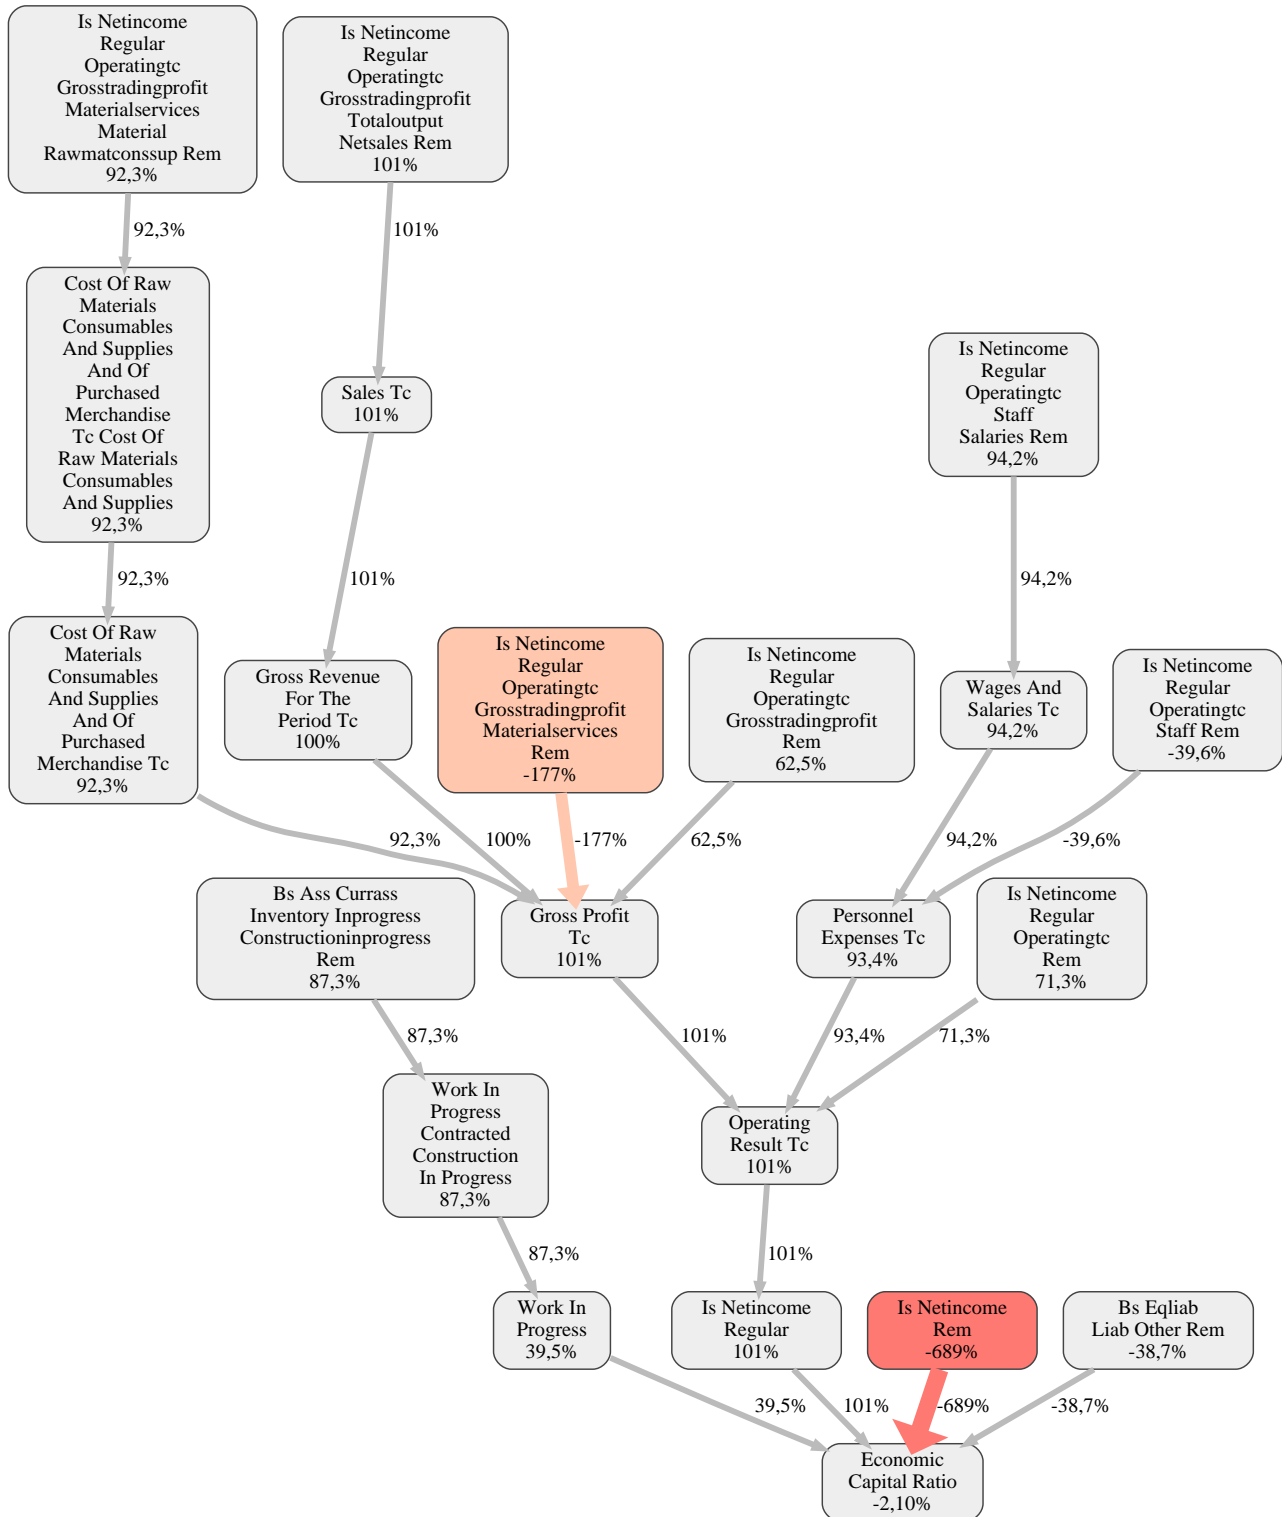 Is Netincome
Regular
Operatingtc
Grosstradingprofit
Materialservices
Material
Rawmatconssup Rem
92,3%
Is Netincome
Regular
Operatingtc
Grosstradingprofit
Totaloutput
Netsales Rem
101%
92,3%
101%
Cost Of Raw
Materials
Consumables
And Supplies
And Of
Purchased
Merchandise
Tc Cost Of
Raw Materials
Consumables
And Supplies
92,3%
Sales Tc
101%
Is Netincome
Regular
Operatingtc
Staff
Salaries Rem
94,2%
92,3%
101%
94,2%
Cost Of Raw
Materials
Consumables
And Supplies
And Of
Purchased
Merchandise Tc
92,3%
Gross Revenue
For The
Period Tc
100%
Is Netincome
Regular
Operatingtc
Grosstradingprofit
Materialservices
Rem
-177%
Is Netincome
Regular
Operatingtc
Grosstradingprofit
Rem
62,5%
Wages And
Salaries Tc
94,2%
Is Netincome
Regular
Operatingtc
Staff Rem
-39,6%
92,3%
100%
-177%
62,5%
94,2%
-39,6%
Bs Ass Currass
Inventory Inprogress
Constructioninprogress
Rem
87,3%
Gross Profit
Tc
101%
Personnel
Expenses Tc
93,4%
Is Netincome
Regular
Operatingtc
Rem
71,3%
87,3%
101%
93,4%
71,3%
Work In
Progress
Contracted
Construction
In Progress
87,3%
Operating
Result Tc
101%
87,3%
101%
Work In
Progress
39,5%
Is Netincome
Regular
101%
Is Netincome
Rem
-689%
Bs Eqliab
Liab Other Rem
-38,7%
39,5%
101%
-689%
-38,7%
Economic
Capital Ratio
-2,10%